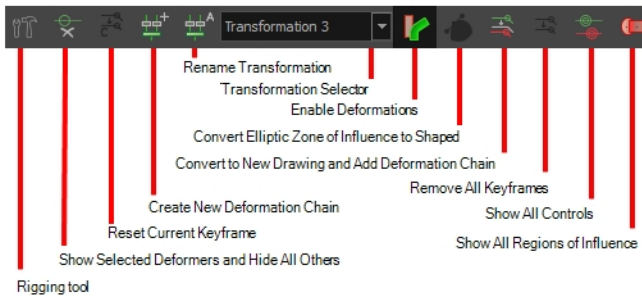 Transformation 3
Rename Transformation
Transformation Selector
Enable Deformations
Convert Elliptic Zone of Influence to Shaped
Convert to New Drawing and Add Deformation Chain
Remove All Keyframes
Create New Deformation Chain
Show All Controls
Reset Current Keyframe
Show All Regions of Influence
Show Selected Deformers and Hide All Others
Rigging tool